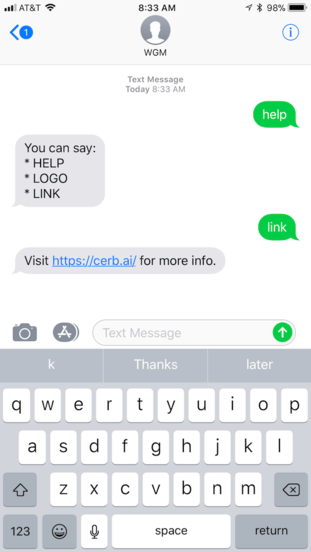 AT&T 8:33 AM 98%
1
WGM
Text Message
Today 8:33 AM
help
You can say:
* HELP
* LOGO
* LINK
link
Visit https://cerb.ai/ for more info.
Text Message
k Thanks later
q w e r t y u i o p
a s d f g h j k l
z x c v b n m
123 space return